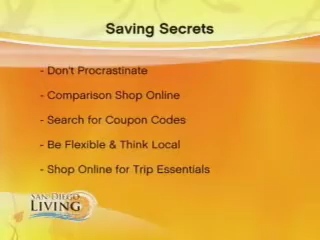 Saving Secrets
- Don't Procrastinate
- Comparison Shop Online
- Search for Coupon Codes
- Be Flexible & Think Local
- Shop Online for Trip Essentials
SAN DIEGO
LIVING